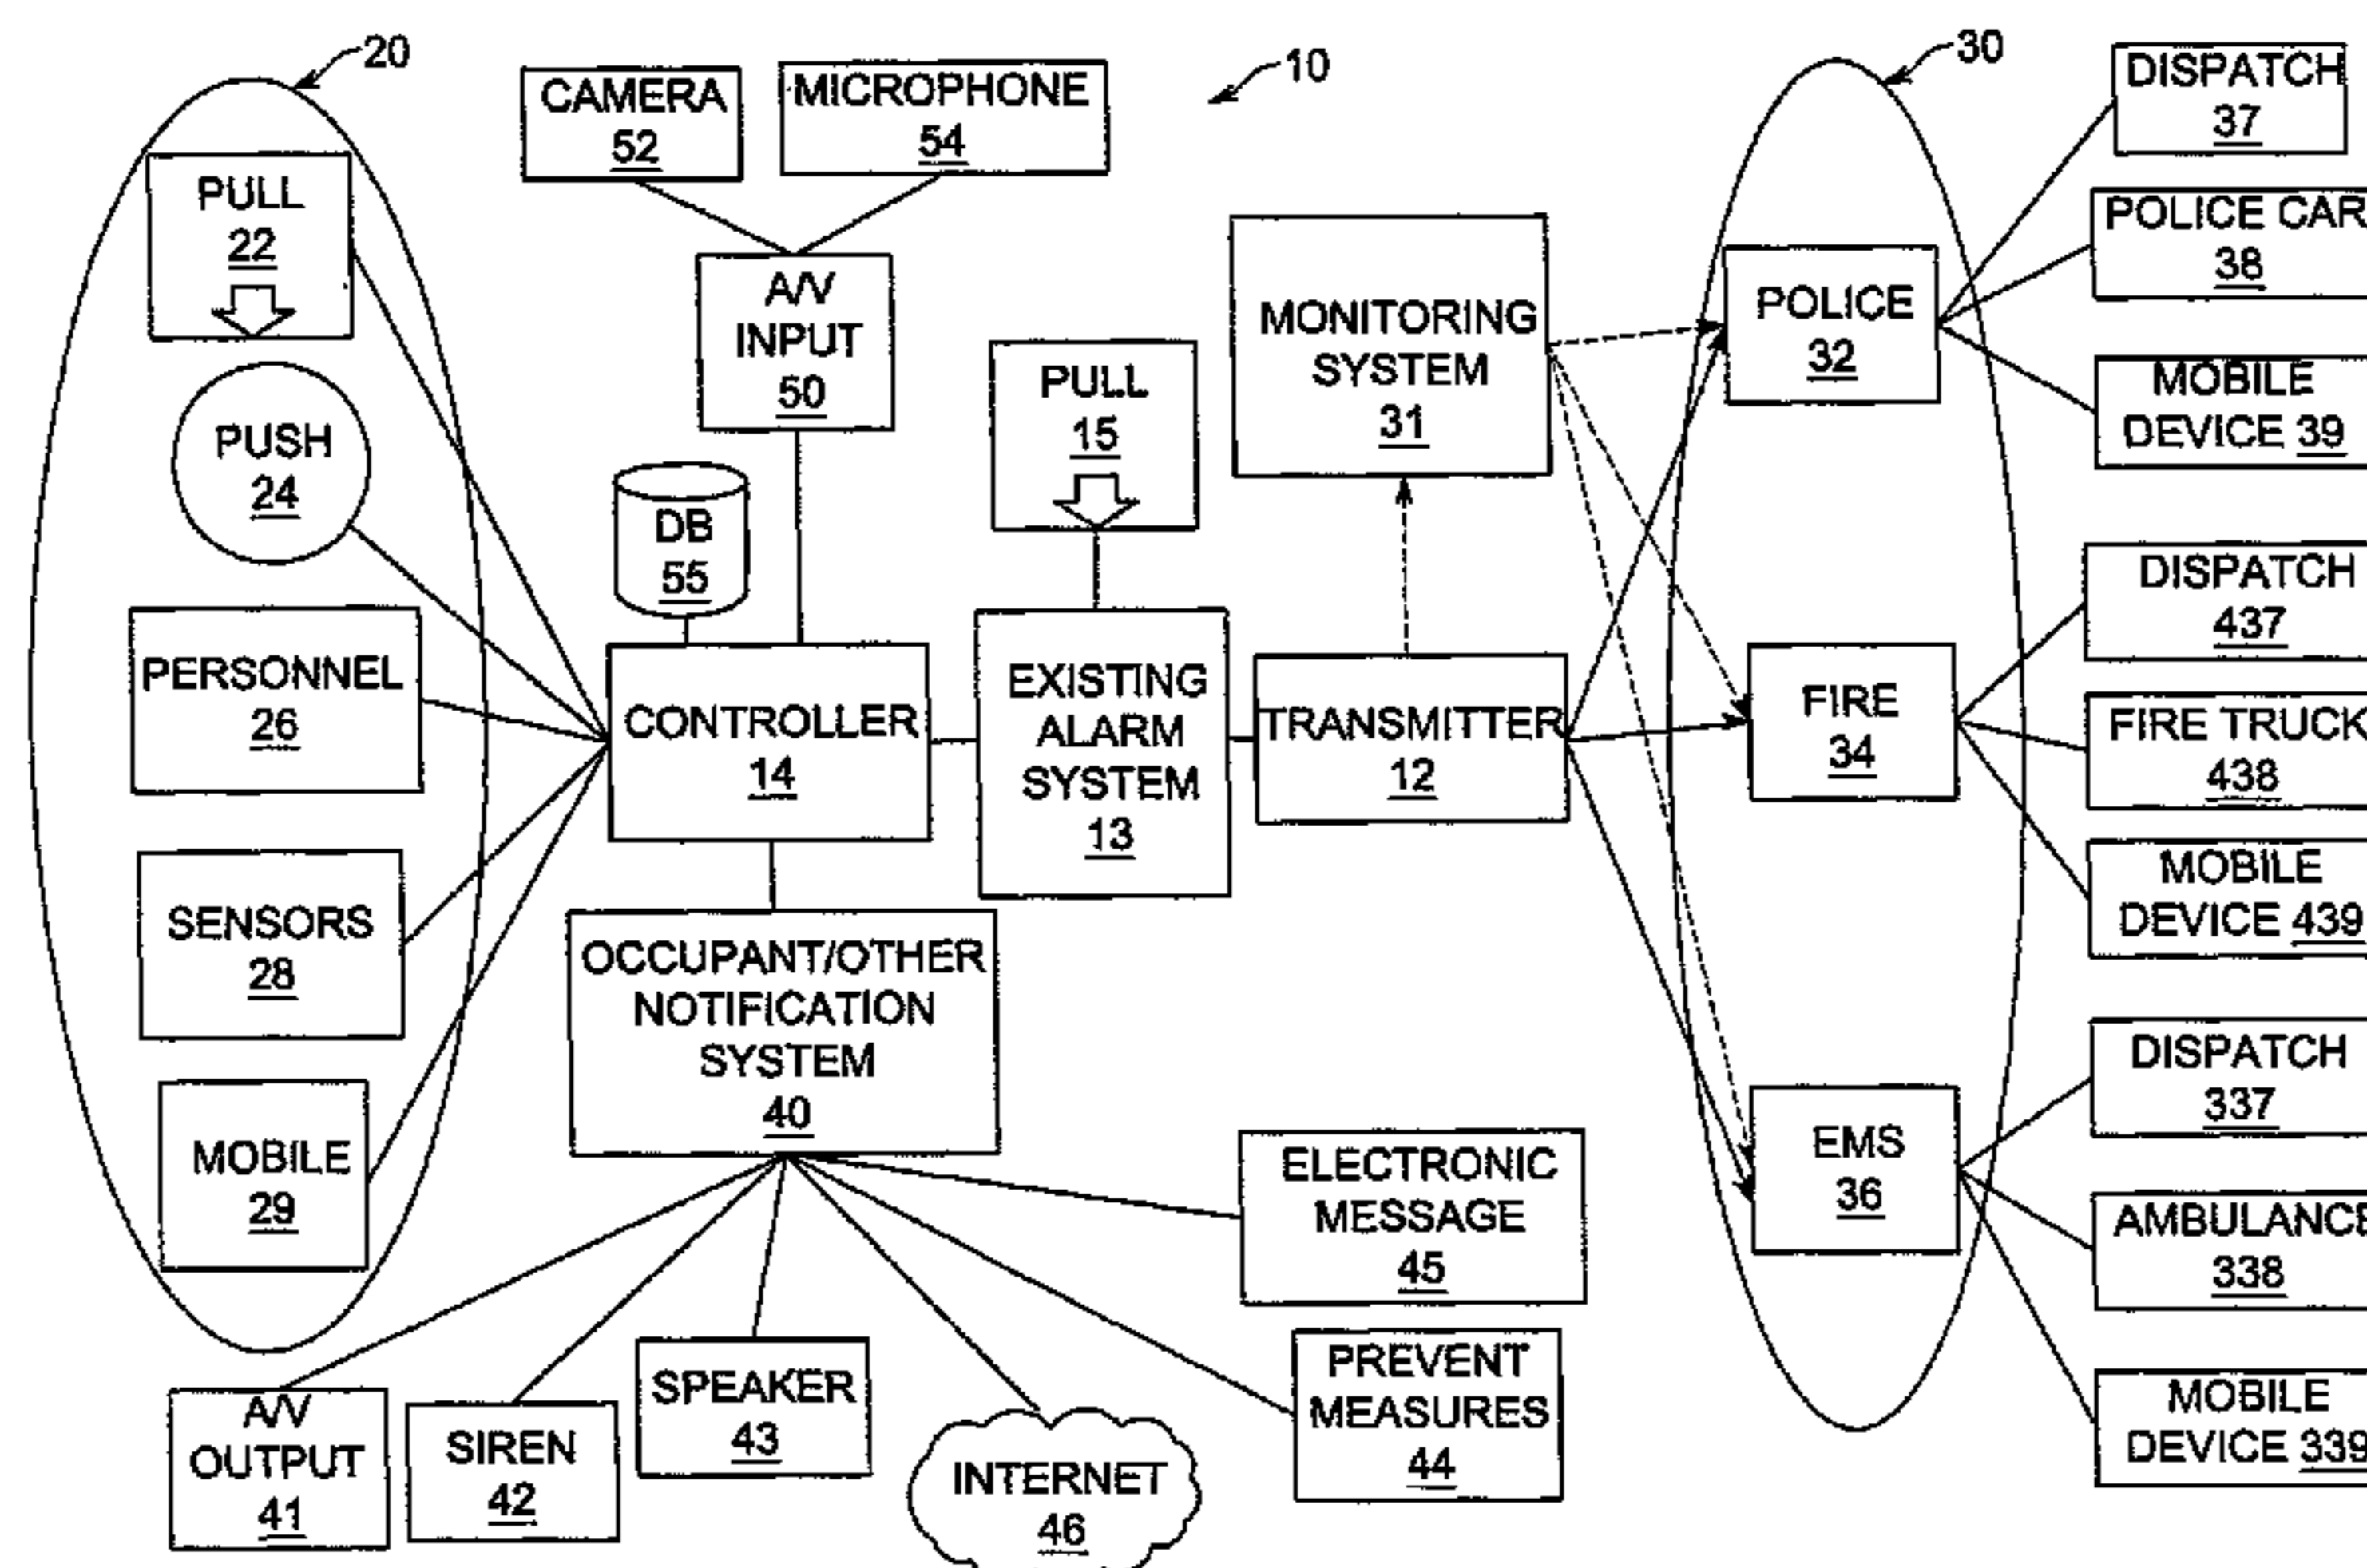 20
10
30
CAMERA
52
MICROPHONE
54
DISPATCH
37
PULL
22
POLICE CAR
38
A/V
INPUT
50
MONITORING
SYSTEM
31
POLICE
32
PULL
15
MOBILE
DEVICE 39
PUSH
24
DB
55
DISPATCH
437
PERSONNEL
26
CONTROLLER
14
EXISTING
ALARM
SYSTEM
13
TRANSMITTER
12
FIRE
34
FIRE TRUCK
438
MOBILE
DEVICE 439
SENSORS
28
OCCUPANT/OTHER
NOTIFICATION
SYSTEM
40
DISPATCH
337
MOBILE
29
ELECTRONIC
MESSAGE
45
EMS
36
AMBULANCE
338
A/V
OUTPUT
41
SIREN
42
SPEAKER
43
INTERNET
46
PREVENT
MEASURES
44
MOBILE
DEVICE 339